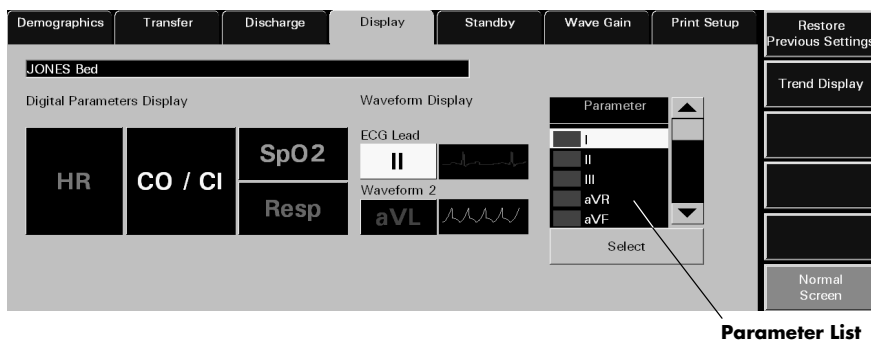 Demographics
Transfer
Discharge
Display
Standby
Wave Gain
Print Setup
Restore
Previous Settings
JONES Bed
Trend Display
Digital Parameters Display
Waveform Display
Parameter
HR
CO / CI
SpO2
Resp
ECG Lead
II
Waveform 2
aVL
I
II
III
aVR
aVF
Select
Normal
Screen
Parameter List